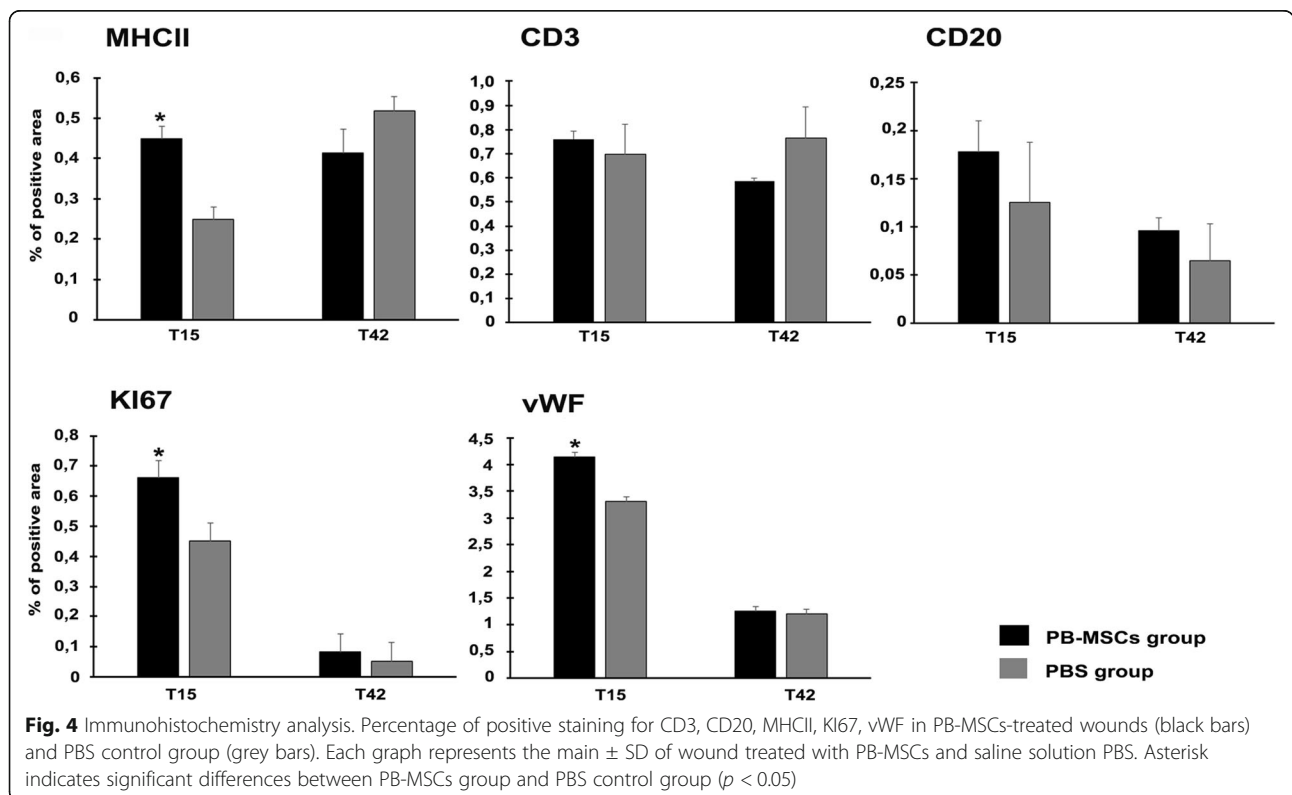 MHCII
CD3
CD20
% of positive area
0,6
0,5
0,4
0,3
0,2
0,1
0
*
T15
T42
1,0
0,9
0,8
0,7
0,6
0,5
0,4
0,3
0,2
0,1
0
T15
T42
0,25
0,2
0,15
0,1
0,05
0
T15
T42
KI67
vWF
% of positive area
0,8
0,7
0,6
0,5
0,4
0,3
0,2
0,1
0
*
T15
T42
4,5
4
3,5
3
2,5
2
1,5
1
0,5
0
*
T15
T42
PB-MSCs group
PBS group
Fig. 4 Immunohistochemistry analysis. Percentage of positive staining for CD3, CD20, MHCII, KI67, vWF in PB-MSCs-treated wounds (black bars)
and PBS control group (grey bars). Each graph represents the main ± SD of wound treated with PB-MSCs and saline solution PBS. Asterisk
indicates significant differences between PB-MSCs group and PBS control group (p < 0.05)